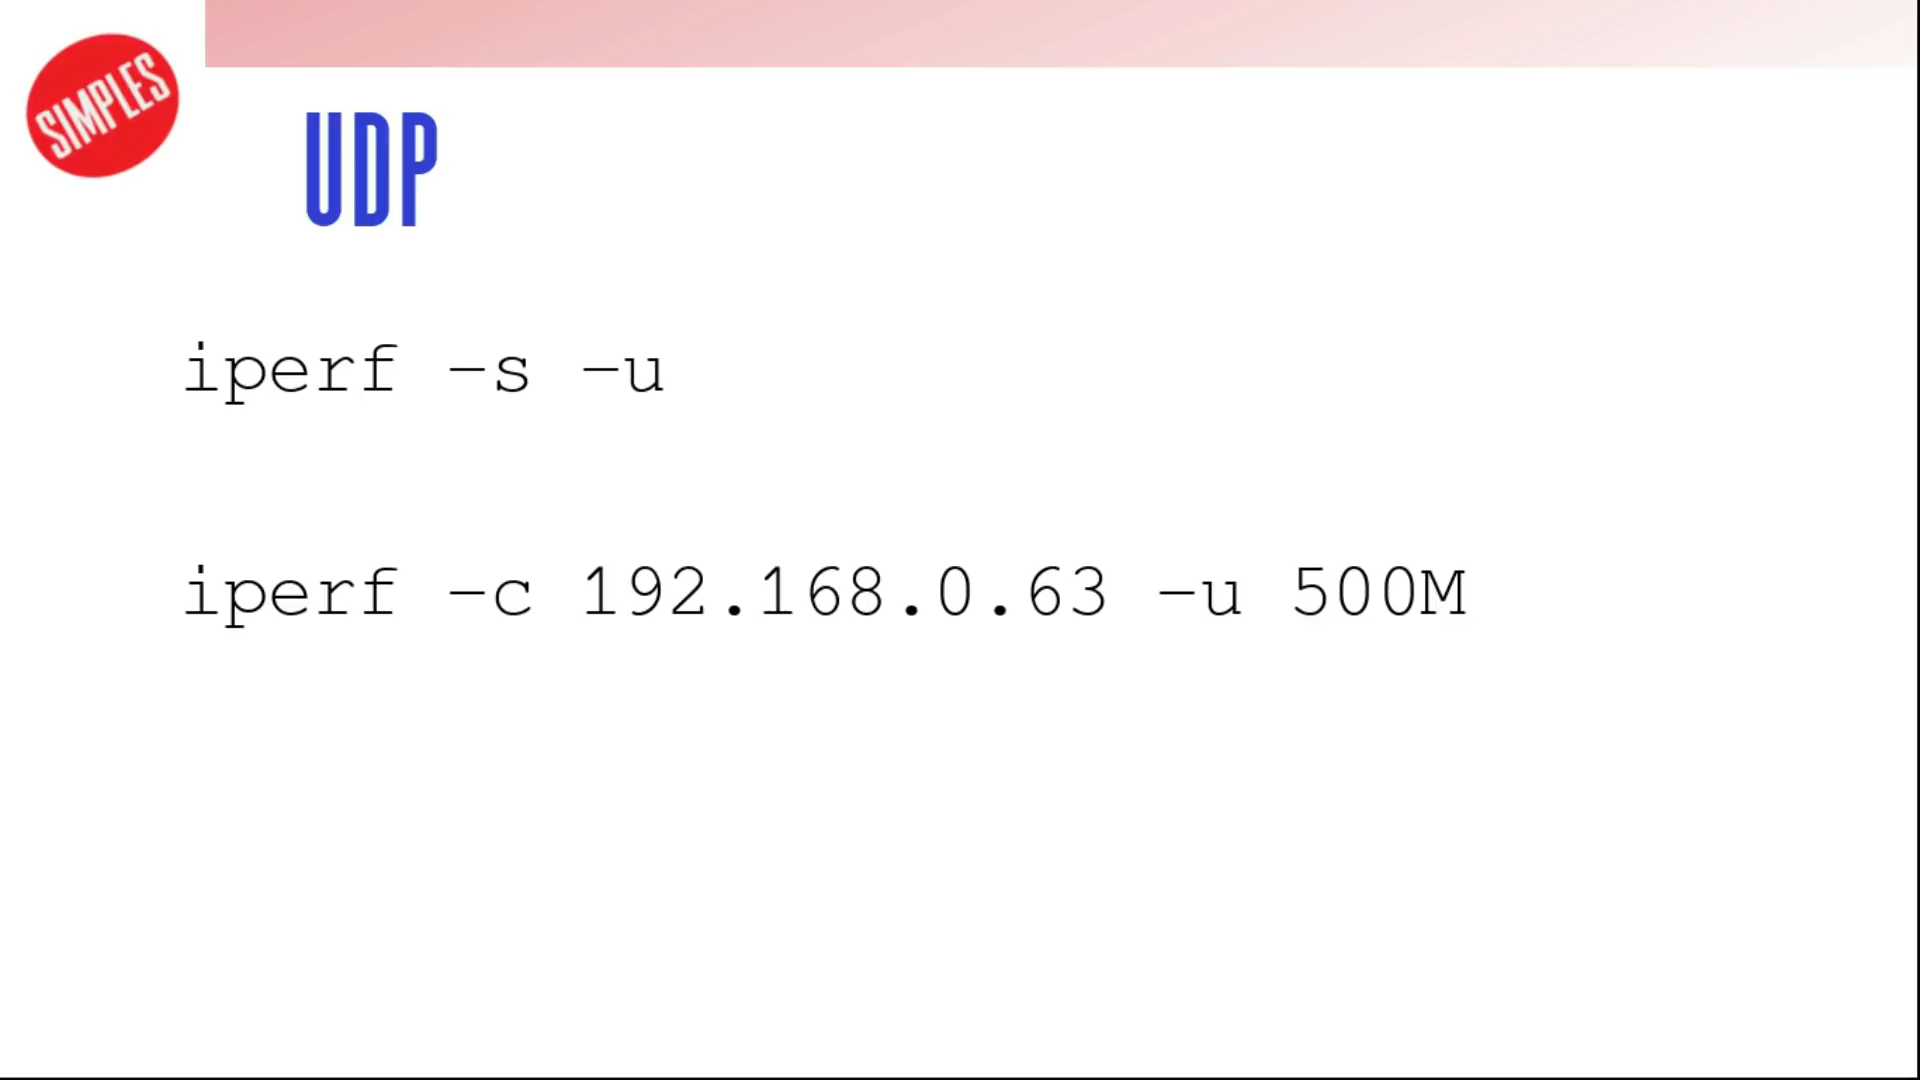 SIMPLES
UDP
iperf -s -u
iperf -c 192.168.0.63 -u 500M